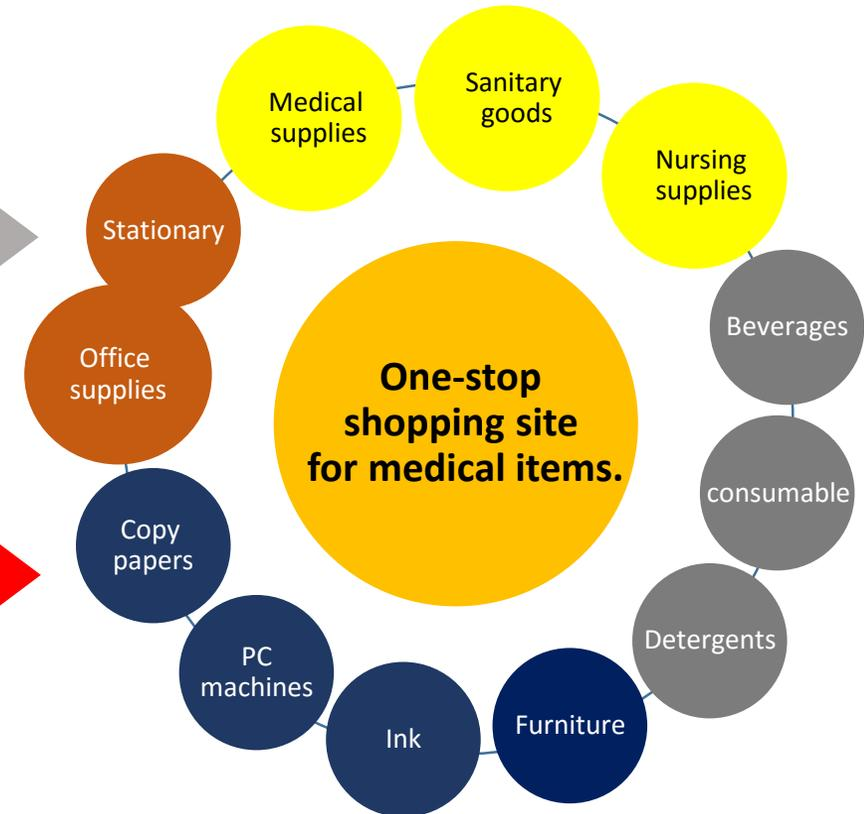 Medical
supplies
Sanitary
goods
Nursing
supplies
Stationary
Beverages
Office
supplies
One-stop
shopping site
for medical items.
consumable
Copy
papers
Detergents
PC
machines
Furniture
Ink